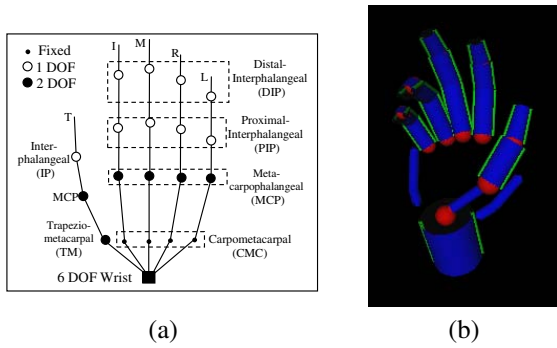 Fixed
1 DOF
2 DOF
I
M
R
L
T
Distal-
Interphalangeal
(DIP)
Proximal-
Interphalangeal
(PIP)
Inter-
phalangeal
(IP)
Meta-
carpophalangeal
(MCP)
MCP
Trapezio-
metacarpal
(TM)
Carpometacarpal
(CMC)
6 DOF Wrist
(a)
(b)